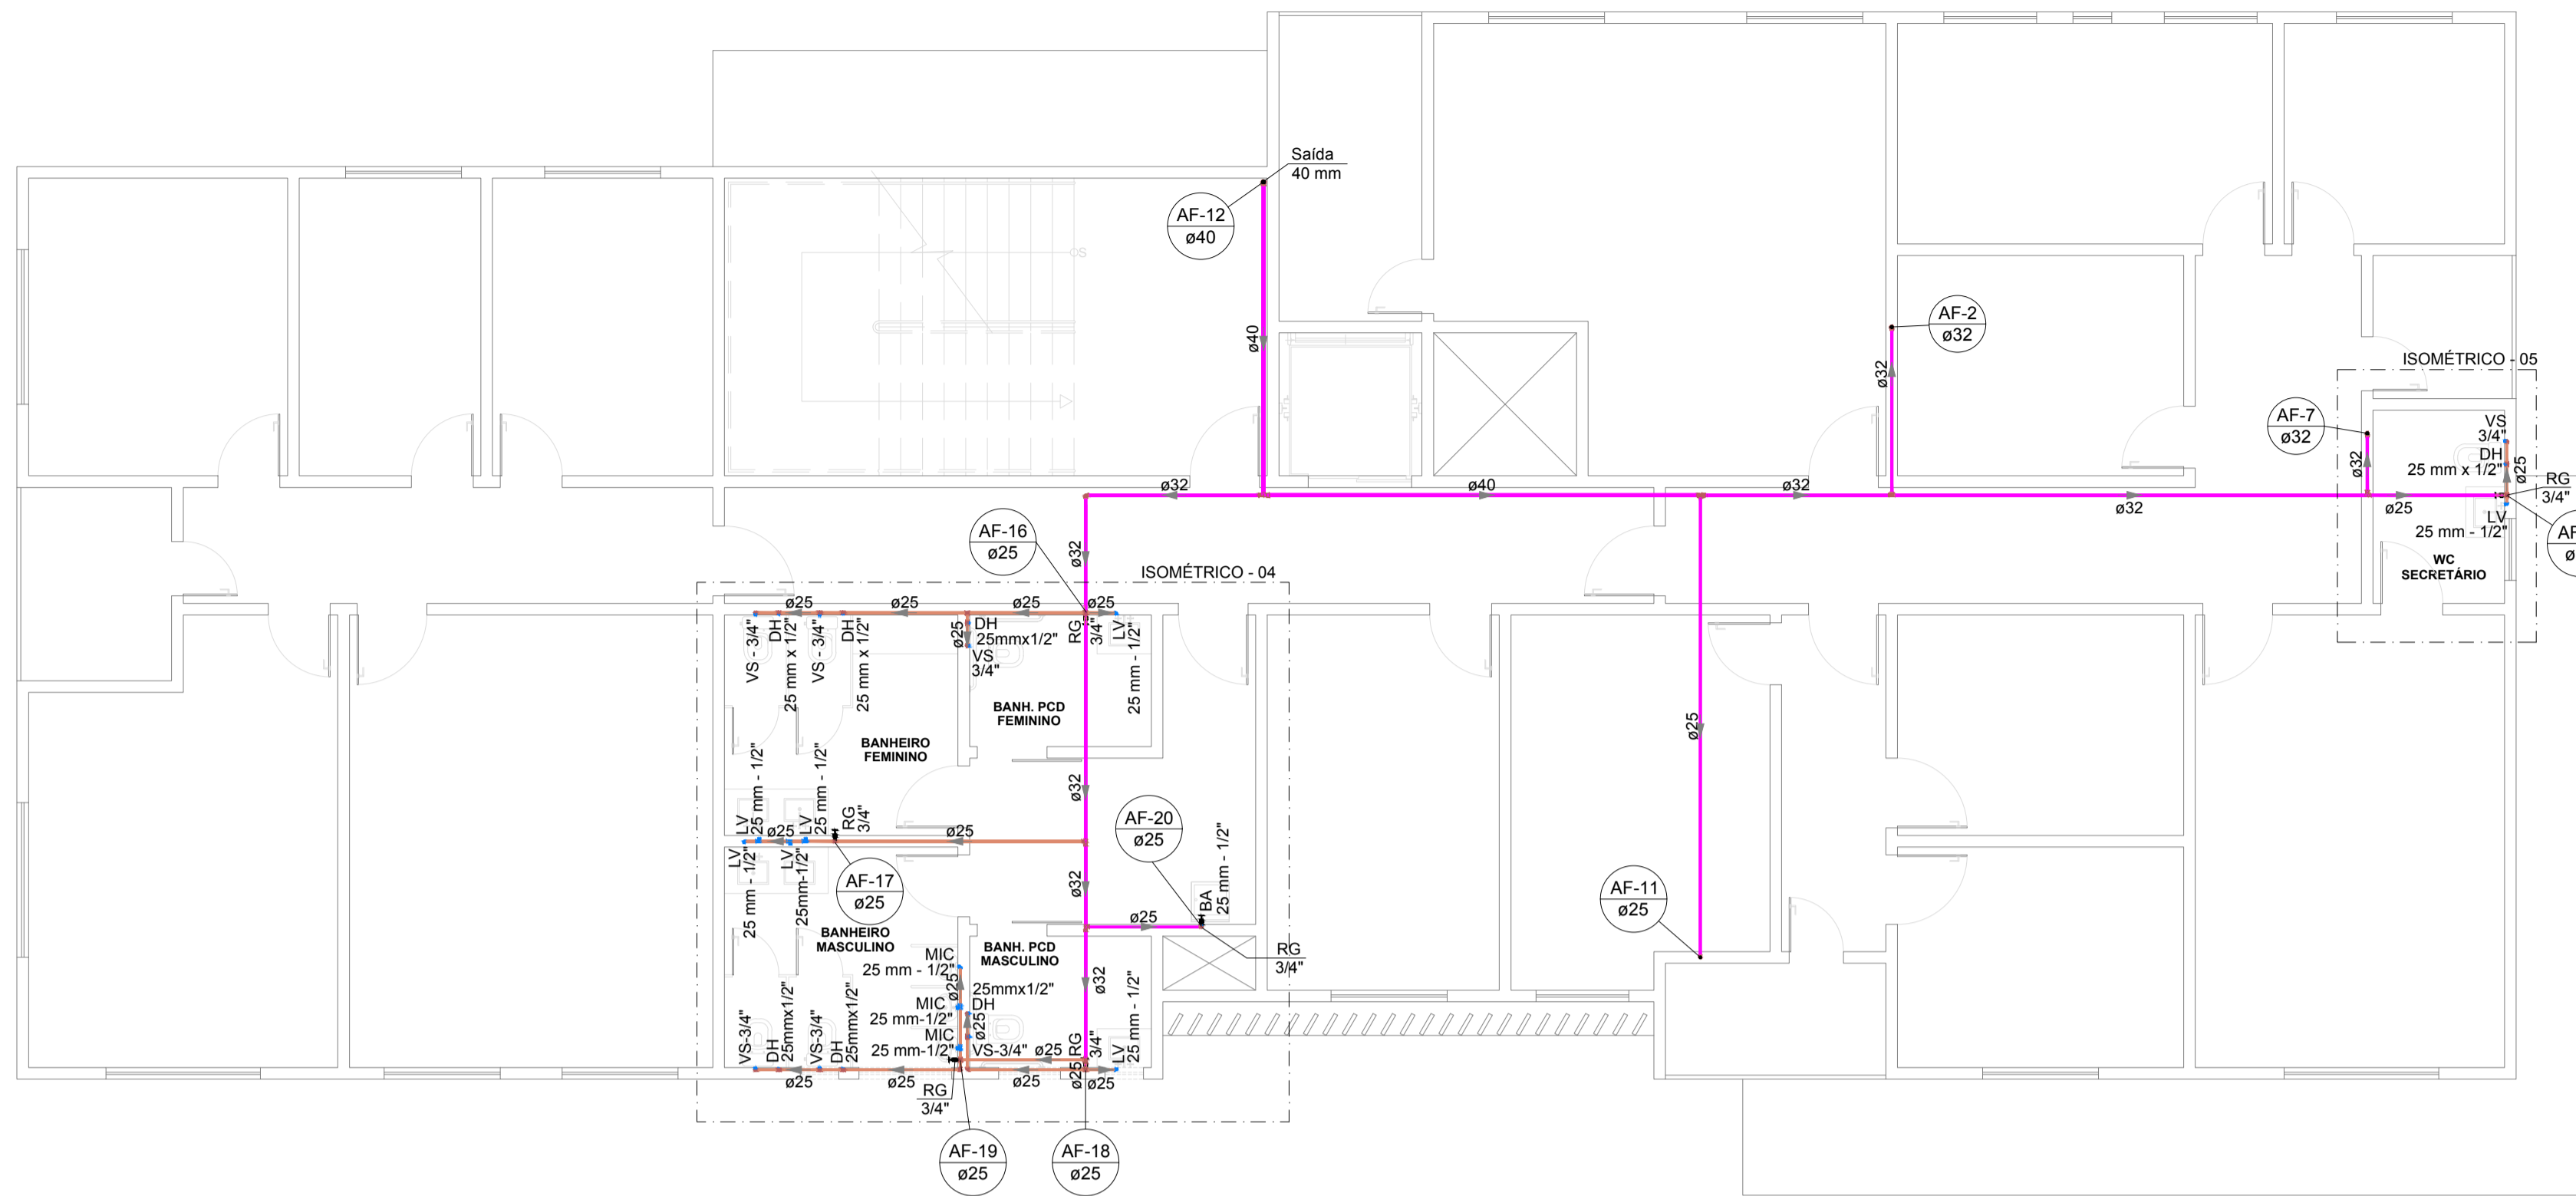 Saída
40 mm
AF-12
ø40
S
ø40
AF-2
ø32
ø32
ISOMÉTRICO - 05
AF-7
ø32
ø32
VS
3/4"
DH
25 mm x 1/2"
ø25
RG
3/4"
ø32
ø40
ø32
ø32
ø25
LV
25 mm - 1/2"
WC
SECRETÁRIO
AF-16
ø25
ø32
ISOMÉTRICO - 04
ø25
ø25
ø25
ø25
VS - 3/4"
DH
25 mm x 1/2"
VS - 3/4"
DH
25 mm x 1/2"
ø25
DH
25mmx1/2"
VS
3/4"
RG
3/4"
LV
25 mm - 1/2"
BANH. PCD
FEMININO
BANHEIRO
FEMININO
ø25
LV
25 mm - 1/2"
ø25
LV
25 mm - 1/2"
RG
3/4"
ø25
ø32
AF-20
ø25
LV
25 mm - 1/2"
LV
25mm-1/2"
AF-17
ø25
ø32
BA
25 mm - 1/2"
AF-11
ø25
ø25
RG
3/4"
BANHEIRO
MASCULINO
BANH. PCD
MASCULINO
MIC
25 mm - 1/2"
ø25
ø32
25mmx1/2"
DH
MIC
25 mm-1/2"
ø25
MIC
25 mm-1/2"
VS-3/4"
ø25
VS-3/4"
DH
25mmx1/2"
VS-3/4"
DH
25mmx1/2"
RG
3/4"
ø25
LV
25 mm - 1/2"
ø25
ø25
ø25
ø25
RG
3/4"
AF-19
ø25
AF-18
ø25